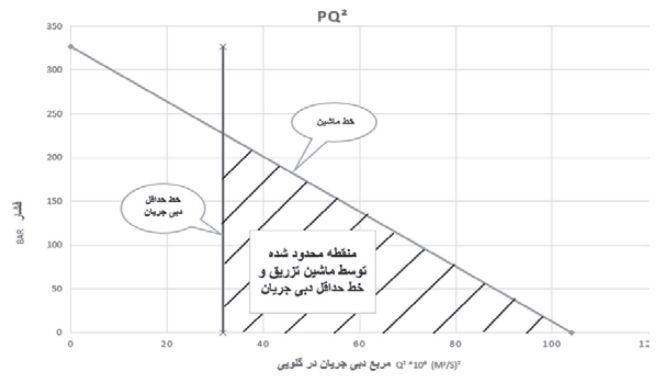 PQ²
350
300
250
200
150
100
50
0
فشار BAR
خط ماشین
خط حداقل
دبی جریان
منقطه محدود شده
توسط ماشین تزریق و
خط حداقل دبی جریان
0 20 40 60 80 100 120
مربع دبی جریان در گلویی Q² *10⁶ (M³/S)²